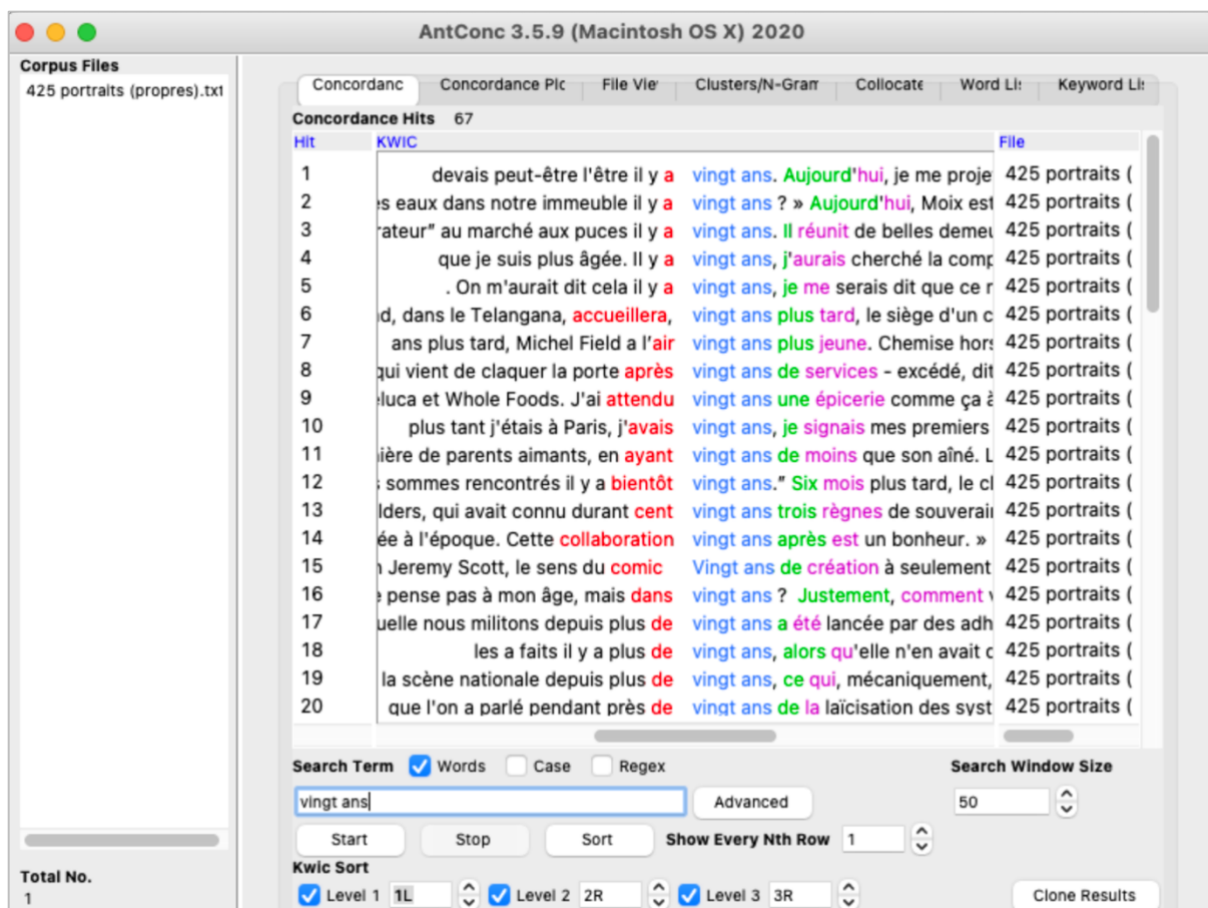 AntConc 3.5.9 (Macintosh OS X) 2020
Corpus Files
425 portraits (propres).txt
Concordanc Concordance Plc File Vie Clusters/N-Gram Collocate Word Li: Keyword Li:
Concordance Hits 67
Hit KWIC File
1 devais peut-être l'être il y a vingt ans. Aujourd'hui, je me proje 425 portraits (
2 es eaux dans notre immeuble il y a vingt ans ? » Aujourd'hui, Moix est 425 portraits (
3 rateur" au marché aux puces il y a vingt ans. Il réunit de belles demeu 425 portraits (
4 que je suis plus âgée. Il y a vingt ans, j'aurais cherché la comp 425 portraits (
5 . On m'aurait dit cela il y a vingt ans, je me serais dit que ce 425 portraits (
6 d, dans le Telangana, accueillera, vingt ans plus tard, le siège d'un c 425 portraits (
7 ans plus tard, Michel Field a l'air vingt ans plus jeune. Chemise hors 425 portraits (
8 qui vient de claquer la porte après vingt ans de services - excédé, dit 425 portraits (
9 eluca et Whole Foods. J'ai attendu vingt ans une épicerie comme ça à 425 portraits (
10 plus tant j'étais à Paris, j'avais vingt ans, je signais mes premiers 425 portraits (
11 ière de parents aimants, en ayant vingt ans de moins que son aîné. L 425 portraits (
12 s sommes rencontrés il y a bientôt vingt ans." Six mois plus tard, le cl 425 portraits (
13 lders, qui avait connu durant cent vingt ans trois règnes de souverai 425 portraits (
14 ée à l'époque. Cette collaboration vingt ans après est un bonheur. » 425 portraits (
15 n Jeremy Scott, le sens du comic Vingt ans de création à seulement 425 portraits (
16 e pense pas à mon âge, mais dans vingt ans ? Justement, comment v 425 portraits (
17 uelle nous militons depuis plus de vingt ans a été lancée par des adh 425 portraits (
18 les a faits il y a plus de vingt ans, alors qu'elle n'en avait 425 portraits (
19 la scène nationale depuis plus de vingt ans, ce qui, mécaniquement, 425 portraits (
20 que l'on a parlé pendant près de vingt ans de la laïcisation des syst 425 portraits (
Search Term Words Case Regex Search Window Size
vingt ans Advanced 50
Start Stop Sort Show Every Nth Row 1
Kwic Sort
Total No.
1
Level 1 1L Level 2 2R Level 3 3R Clone Results